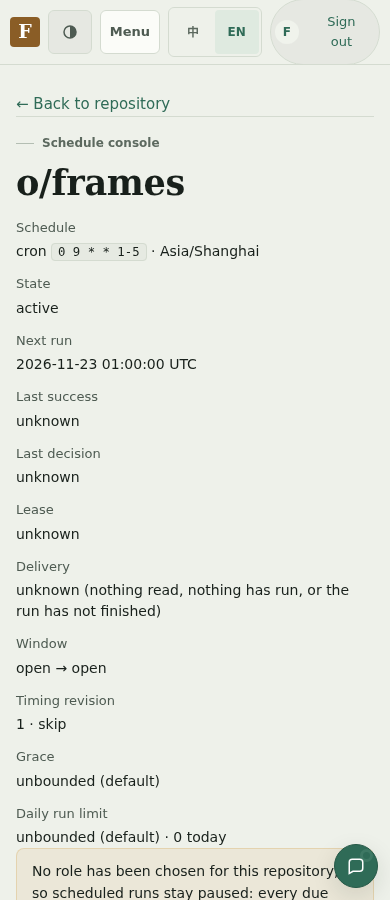 F Menu 中 EN F Sign out
← Back to repository
Schedule console
o/frames
Schedule
cron 0 9 * * 1-5 · Asia/Shanghai
State
active
Next run
2026-11-23 01:00:00 UTC
Last success
unknown
Last decision
unknown
Lease
unknown
Delivery
unknown (nothing read, nothing has run, or the
run has not finished)
Window
open → open
Timing revision
1 · skip
Grace
unbounded (default)
Daily run limit
unbounded (default) · 0 today
No role has been chosen for this repository,
so scheduled runs stay paused: every due